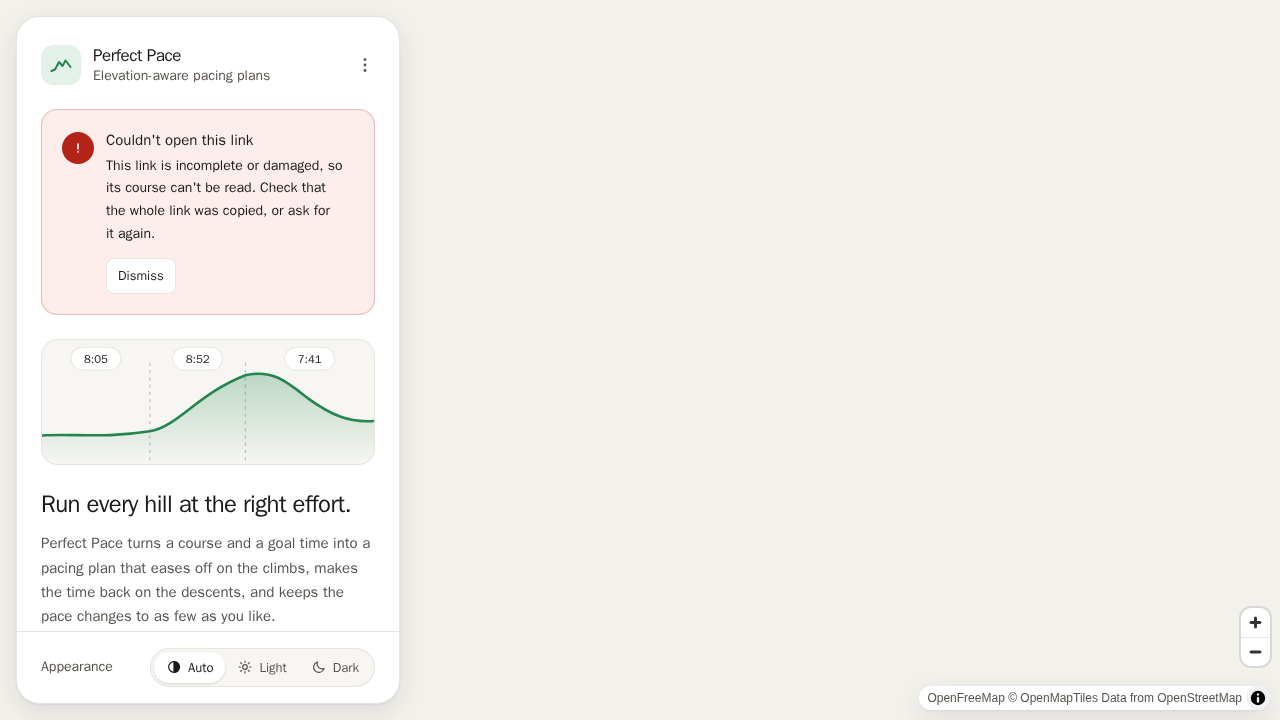 Perfect Pace
Elevation-aware pacing plans
Couldn't open this link
This link is incomplete or damaged, so
its course can't be read. Check that
the whole link was copied, or ask for
it again.
Dismiss
8:05
8:52
7:41
Run every hill at the right effort.
Perfect Pace turns a course and a goal time into a
pacing plan that eases off on the climbs, makes
the time back on the descents, and keeps the
pace changes to as few as you like.
Appearance
Auto
Light
Dark
OpenFreeMap © OpenMapTiles Data from OpenStreetMap